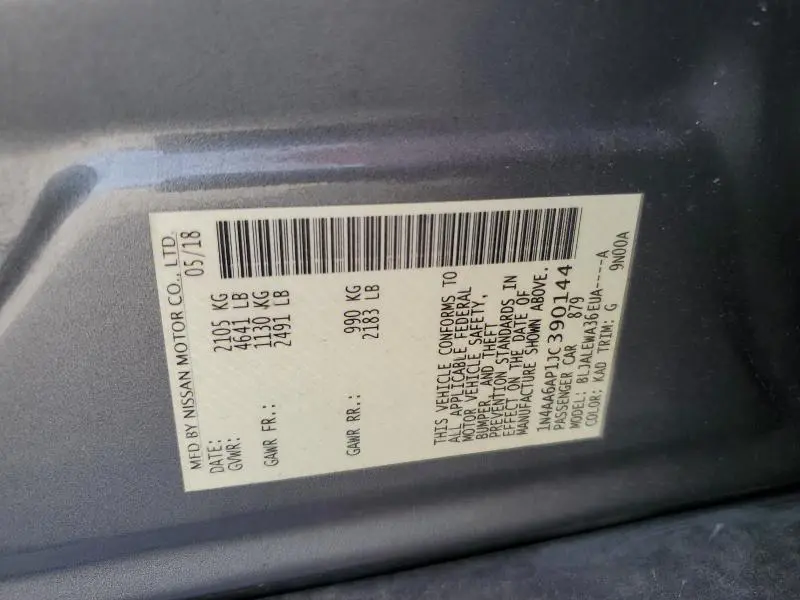 MFD BY NISSAN MOTOR CO., LTD.
DATE: 05/18
GVWR: 2105 KG
4641 LB
GAWR FR.: 1130 KG
2491 LB
GAWR RR.: 990 KG
2183 LB
THIS VEHICLE CONFORMS TO
ALL APPLICABLE FEDERAL
MOTOR VEHICLE SAFETY,
BUMPER, AND THEFT
PREVENTION STANDARDS IN
EFFECT ON THE DATE OF
MANUFACTURE SHOWN ABOVE.
1N4AA6AP1JC390144
PASSENGER CAR 879
MODEL: BLJALEWA36EUA----A
COLOR: KAD TRIM: G 9N00A